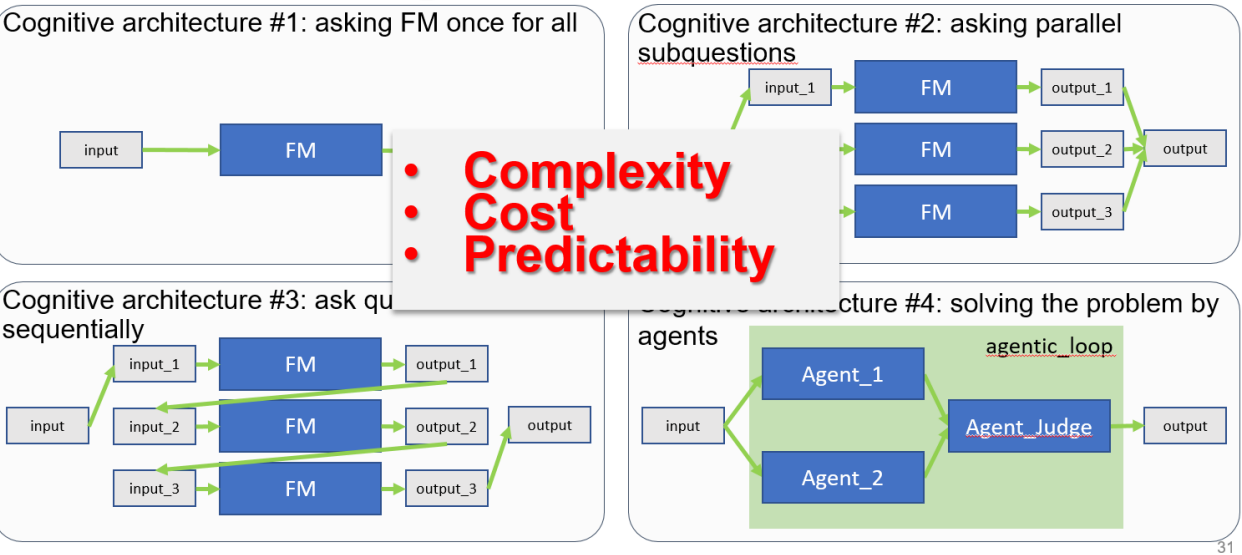 Cognitive architecture #1: asking FM once for all
input
FM
Cognitive architecture #2: asking parallel
subquestions
input_1
FM
output_1
FM
output_2
output
FM
output_3
• Complexity
• Cost
• Predictability
Cognitive architecture #3: ask qu
sequentially
input_1
FM
output_1
input
input_2
FM
output_2
output
input_3
FM
output_3
Cognitive architecture #4: solving the problem by
agents
agentic_loop
Agent_1
input
Agent_Judge
output
Agent_2
31